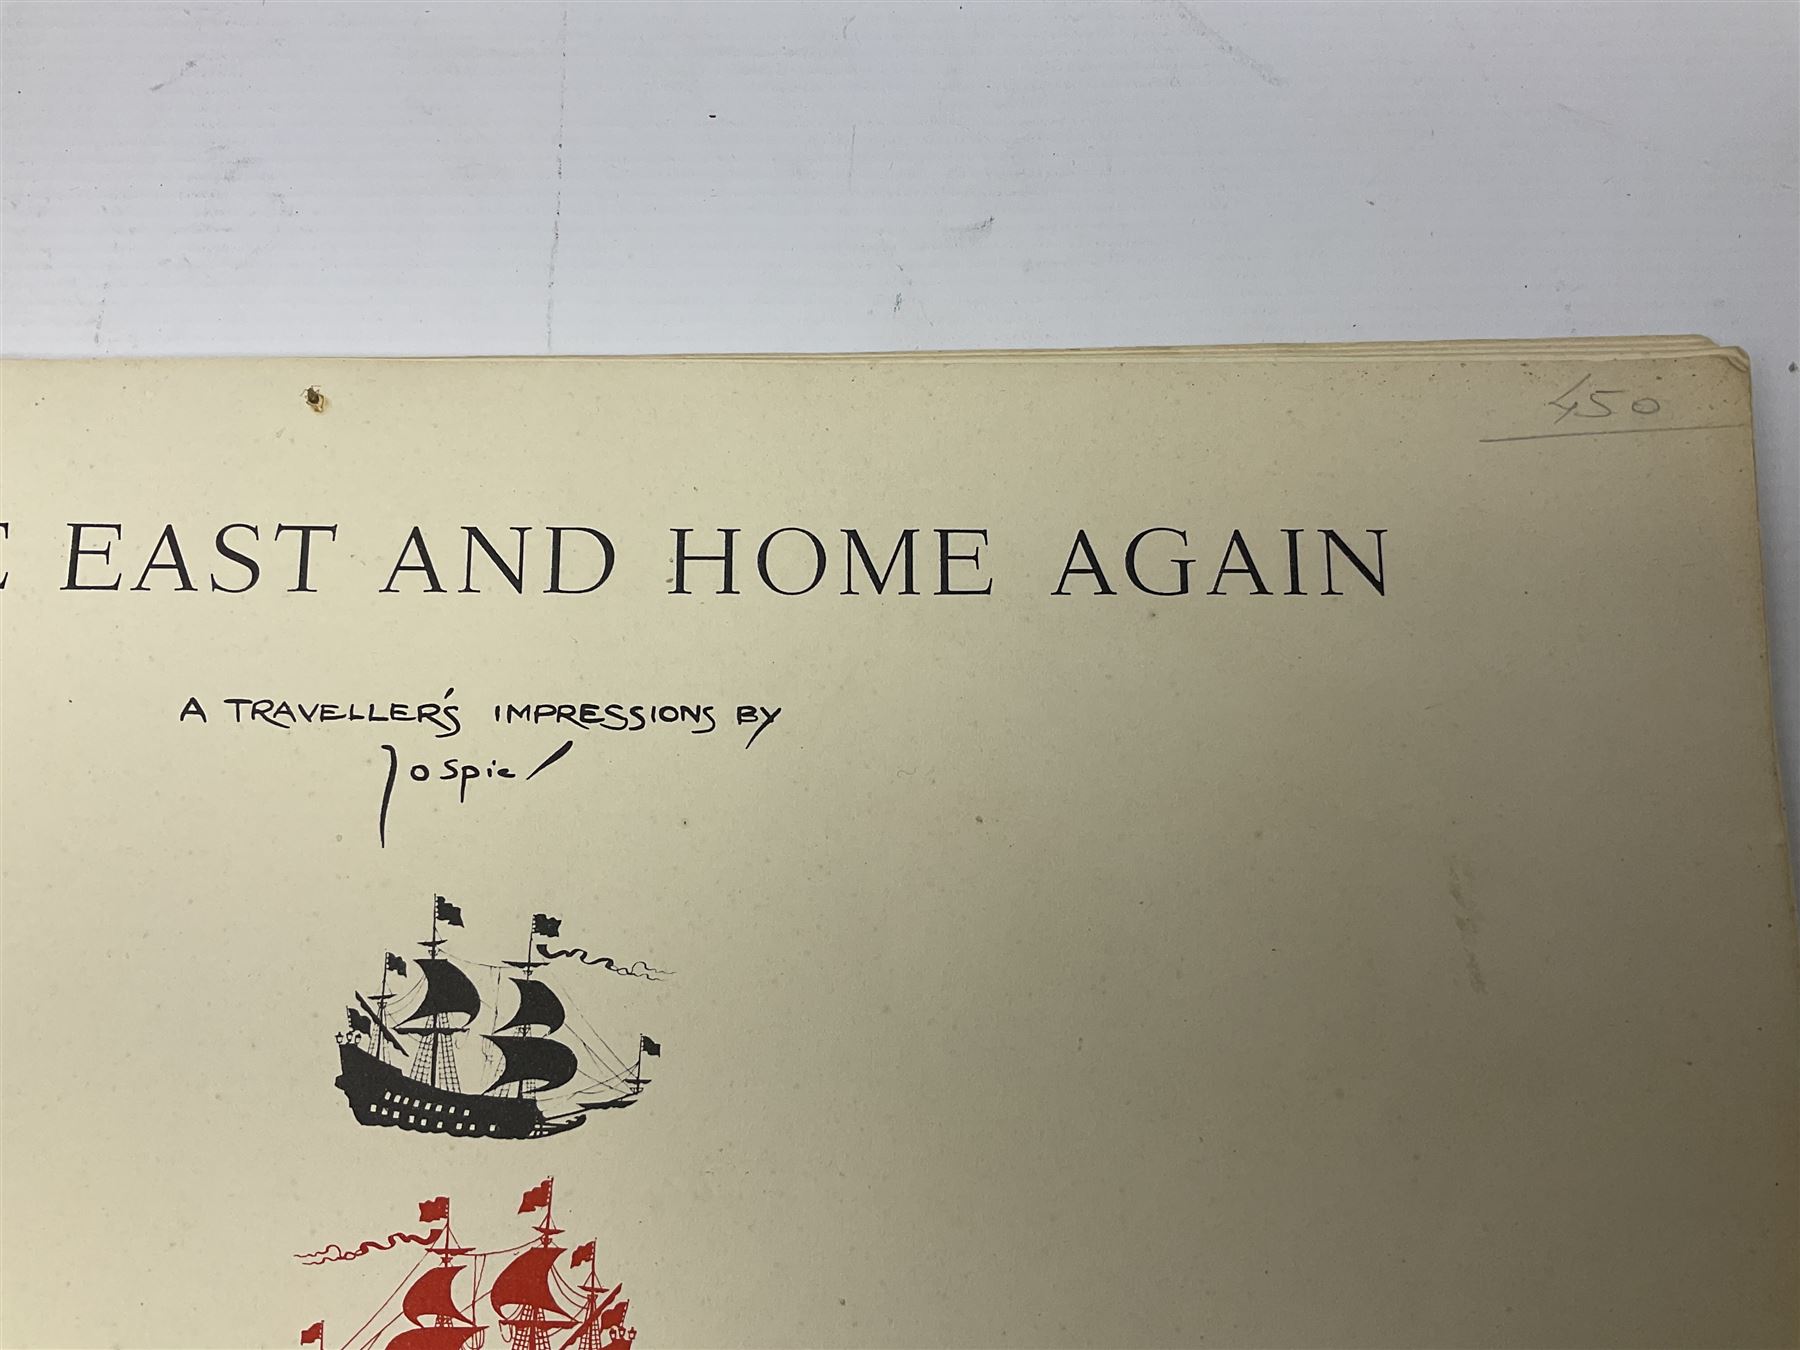 450
E EAST AND HOME AGAIN
A TRAVELLER'S IMPRESSIONS BY
Jo Spier